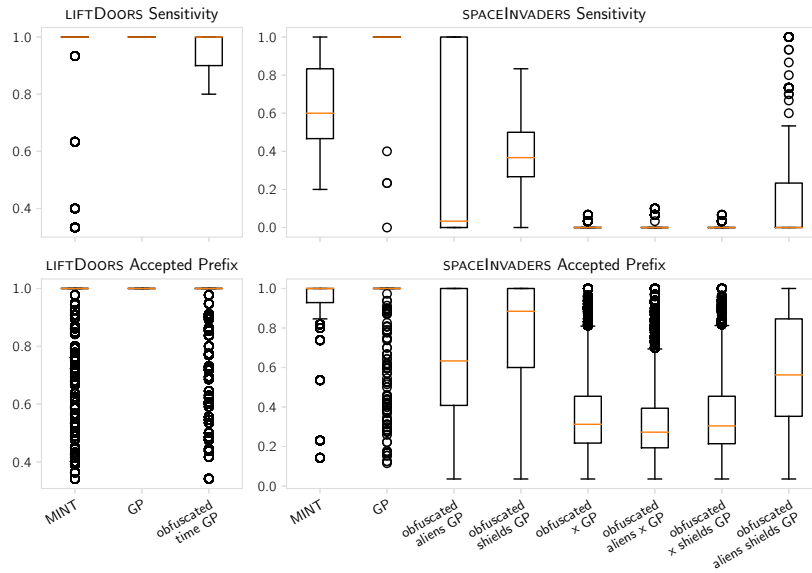 LIFTDOORS Sensitivity
SPACEINVADERS Sensitivity
1.0
0.8
0.6
0.4
1.0
0.8
0.6
0.4
0.2
0.0
LIFTDOORS Accepted Prefix
SPACEINVADERS Accepted Prefix
1.0
0.8
0.6
0.4
1.0
0.8
0.6
0.4
0.2
0.0
MINT
GP
obfuscated
time GP
MINT
GP
obfuscated
aliens GP
obfuscated
shields GP
obfuscated
x GP
obfuscated
aliens x GP
obfuscated
x shields GP
obfuscated
aliens shields GP